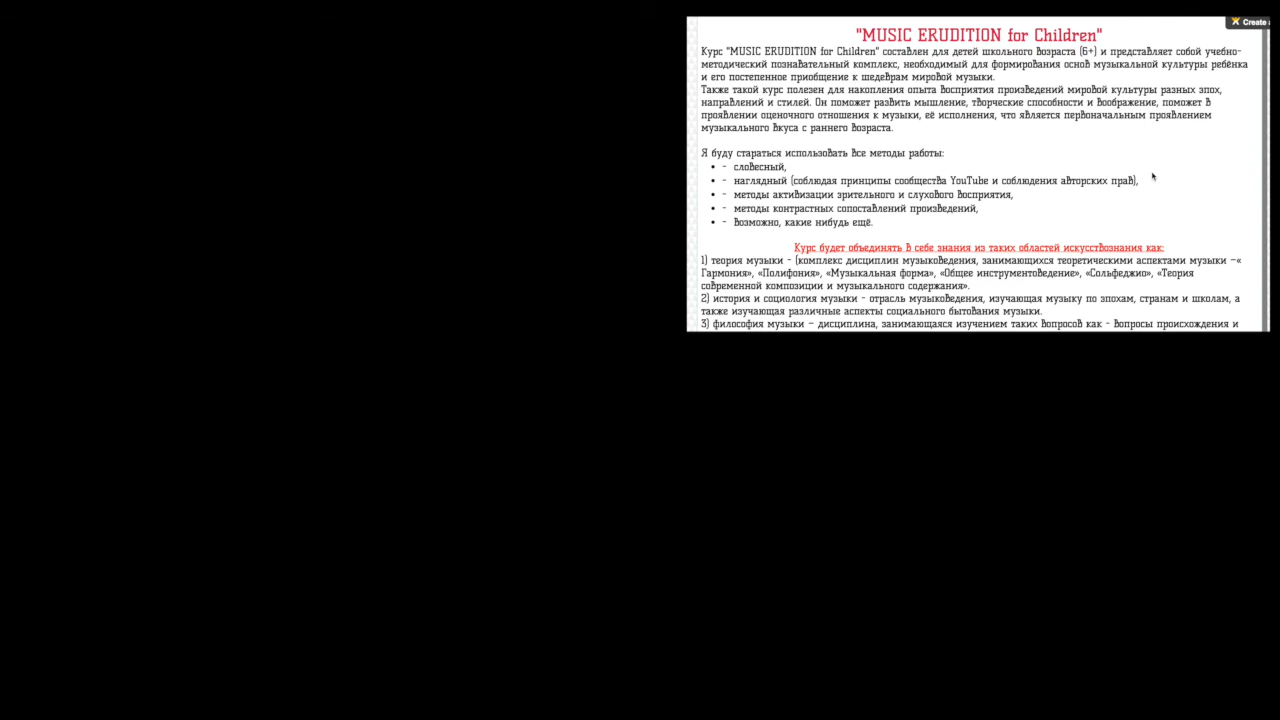 Create
"MUSIC ERUDITION for Children"
Курс "MUSIC ERUDITION for Children" составлен для детей школьного возраста (6+) и представляет собой учебно-
методический познавательный комплекс, необходимый для формирования основ музыкальной культуры ребёнка
и его постепенное приобщение к шедеврам мировой музыки.
Также такой курс полезен для накопления опыта восприятия произведений мировой культуры разных эпох,
направлений и стилей. Он поможет развить мышление, творческие способности и воображение, поможет в
проявлении оценочного отношения к музыки, её исполнения, что является первоначальным проявлением
музыкального вкуса с раннего возраста.
Я буду стараться использовать все методы работы:
• - словесный,
• - наглядный (соблюдая принципы сообщества YouTube и соблюдения авторских прав),
• - методы активизации зрительного и слухового восприятия,
• - методы контрастных сопоставлений произведений,
• - возможно, какие нибудь ещё.
Курс будет объединять в себе знания из таких областей искусствознания как:
1) теория музыки - (комплекс дисциплин музыковедения, занимающихся теоретическими аспектами музыки –«
Гармония», «Полифония», «Музыкальная форма», «Общее инструментоведение», «Сольфеджио», «Теория
современной композиции и музыкального содержания».
2) история и социология музыки - отрасль музыковедения, изучающая музыку по эпохам, странам и школам, а
также изучающая различные аспекты социального бытования музыки.
3) философия музыки – дисциплина, занимающаяся изучением таких вопросов как - вопросы происхождения и